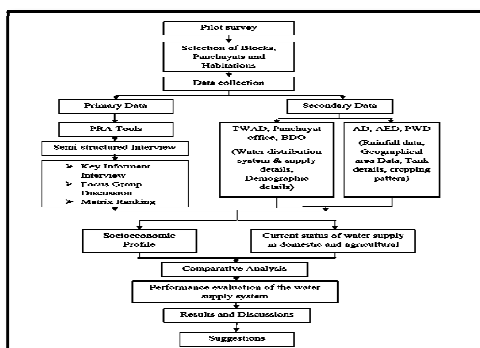 Pilot survey
Selection of Blocks,
Panchayats and
Habitations
Data collection
Primary Data
Secondary Data
PRA Tools
Semi structured Interview
➢ Key Informent
Interview
➢ Focus Group
Discussion
➢ Matrix Ranking
TWAD, Panchayat
office, BDO
(Water distribution
system & supply
details,
Demographic
details)
AD, AED, PWD
(Rainfall data,
Geographical
area Data, Tank
details, cropping
pattern)
Socioeconomic
Profile
Current status of water supply
in domestic and agricultural
Comparative Analysis
Performance evaluation of the water
supply system
Results and Discussions
Suggestions